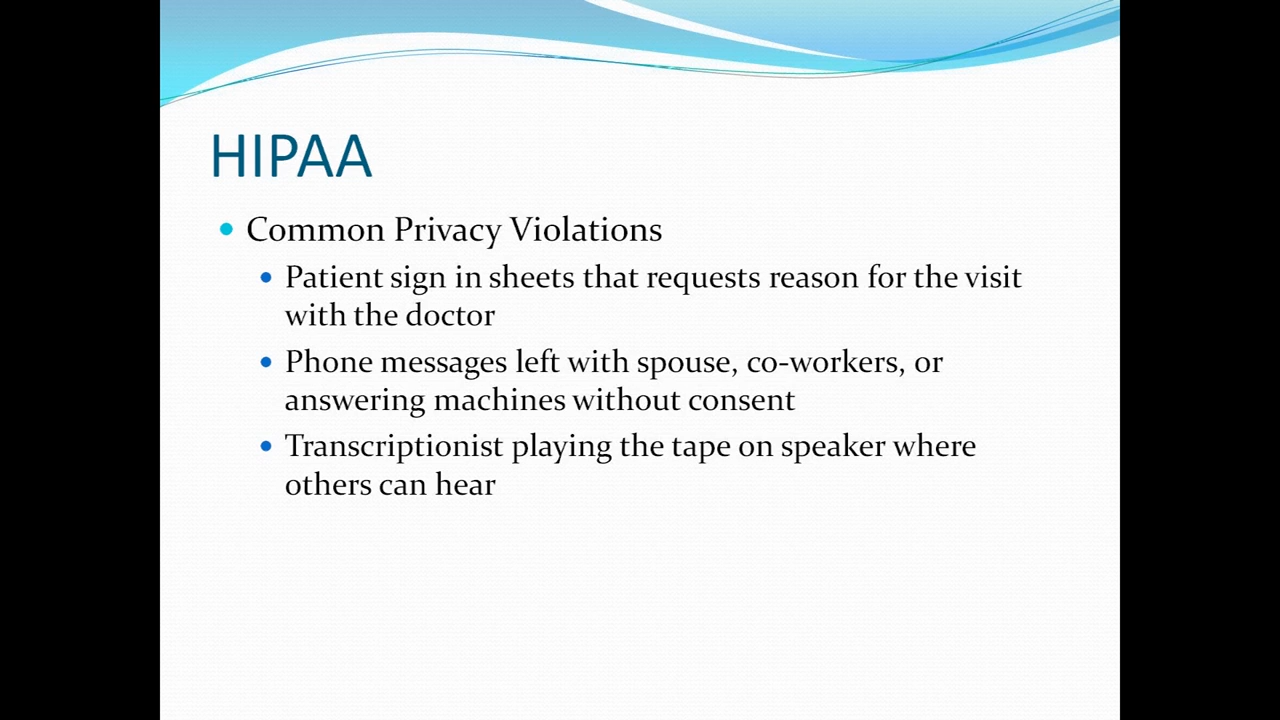 HIPAA
Common Privacy Violations
Patient sign in sheets that requests reason for the visit
with the doctor
Phone messages left with spouse, co-workers, or
answering machines without consent
Transcriptionist playing the tape on speaker where
others can hear